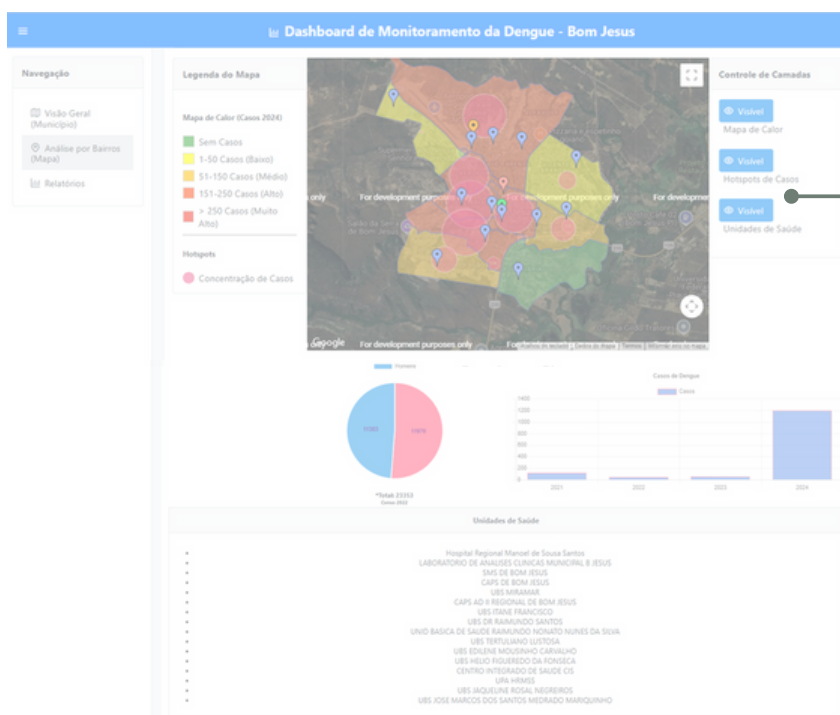 Dashboard de Monitoramento da Dengue - Bom Jesus
Navegação
Visão Geral
(Município)
Análise por Bairros
(Mapa)
Relatórios
Legenda do Mapa
Mapa de Calor (Casos 2024)
Sem Casos
1-50 Casos (Baixo)
51-150 Casos (Médio)
151-250 Casos (Alto)
> 250 Casos (Muito
Alto)
Hotspots
Concentração de Casos
only
For development purposes only
For developmen
Google
For development purposes only
Controle de Camadas
Visível
Mapa de Calor
Visível
Hotspots de Casos
Visível
Unidades de Saúde
Homens
*Total: 23353
Censo 2022
Casos de Dengue
Casos
1400
1200
1000
800
600
400
200
0
2021
2022
2023
2024
Unidades de Saúde
Hospital Regional Manoel de Sousa Santos
LABORATORIO DE ANALISES CLINICAS MUNICIPAL B JESUS
SMS DE BOM JESUS
CAPS DE BOM JESUS
UBS MIRAMAR
CAPS AD II REGIONAL DE BOM JESUS
UBS ITANE FRANCISCO
UBS DR RAIMUNDO SANTOS
UNID BASICA DE SAUDE RAIMUNDO NONATO NUNES DA SILVA
UBS TERTULIANO LUSTOSA
UBS EDILENE MOUSINHO CARVALHO
UBS HELIO FIGUEREDO DA FONSECA
CENTRO INTEGRADO DE SAUDE CIS
UPA HRMSS
UBS JAQUELINE ROSAL NEGREIROS
UBS JOSE MARCOS DOS SANTOS MEDRADO MARIQUINHO